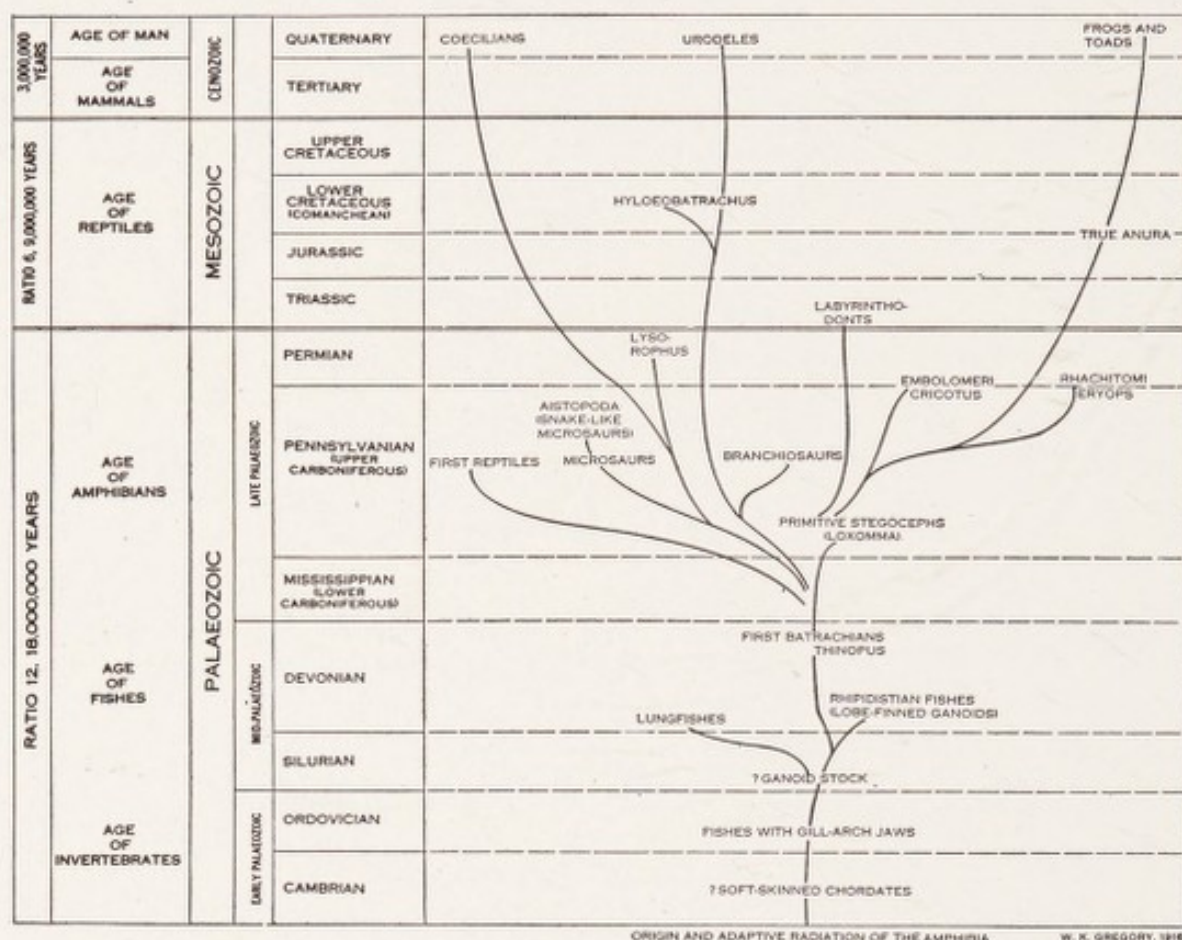 3,000,000
YEARS
AGE OF MAN
AGE
OF
MAMMALS
CENOZOIC
QUATERNARY
TERTIARY
COECILIANS
URODELES
FROGS AND
TOADS
RATIO 6, 9,000,000 YEARS
AGE
OF
REPTILES
MESOZOIC
UPPER
CRETACEOUS
LOWER
CRETACEOUS
(COMANCHEAN)
JURASSIC
TRIASSIC
HYLOEOBATRACHUS
TRUE ANURA
LABYRINTHO-
DONTS
RATIO 12, 18,000,000 YEARS
AGE
OF
AMPHIBIANS
AGE
OF
FISHES
AGE
OF
INVERTEBRATES
PALAEOZOIC
LATE PALAEOZOIC
MID-PALAEOZOIC
EARLY PALAEOZOIC
PERMIAN
PENNSYLVANIAN
(UPPER
CARBONIFEROUS)
MISSISSIPPIAN
(LOWER
CARBONIFEROUS)
DEVONIAN
SILURIAN
ORDOVICIAN
CAMBRIAN
LYSO-
ROPHUS
EMBOLOMERI
CRICOTUS
RHACHITOMI
ERYOPS
AISTOPODA
(SNAKE-LIKE
MICROSAURS)
FIRST REPTILES
MICROSAURS
BRANCHIOSAURS
PRIMITIVE STEGOCEPHS
(LOXOMMA)
FIRST BATRACHIANS
THINOPUS
RHIPIDISTIAN FISHES
(LOBE-FINNED GANOIDS)
LUNGFISHES
? GANOID STOCK
FISHES WITH GILL-ARCH JAWS
? SOFT-SKINNED CHORDATES
ORIGIN AND ADAPTIVE RADIATION OF THE AMPHIBIA
W. K. GREGORY, 1916